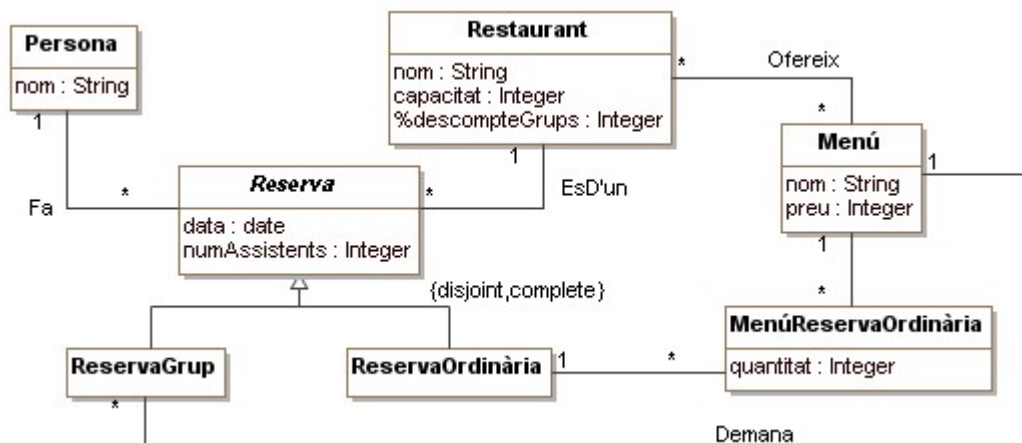 Persona
nom : String
1
Restaurant
nom : String
capacitat : Integer
%descompteGrups : Integer
1
*
Ofereix
*
Menú
nom : String
preu : Integer
1
1
Fa
*
Reserva
data : date
numAssistents : Integer
*
EsD'un
{disjoint,complete}
*
MenúReservaOrdinària
quantitat : Integer
ReservaGrup
*
ReservaOrdinària
1
*
Demana